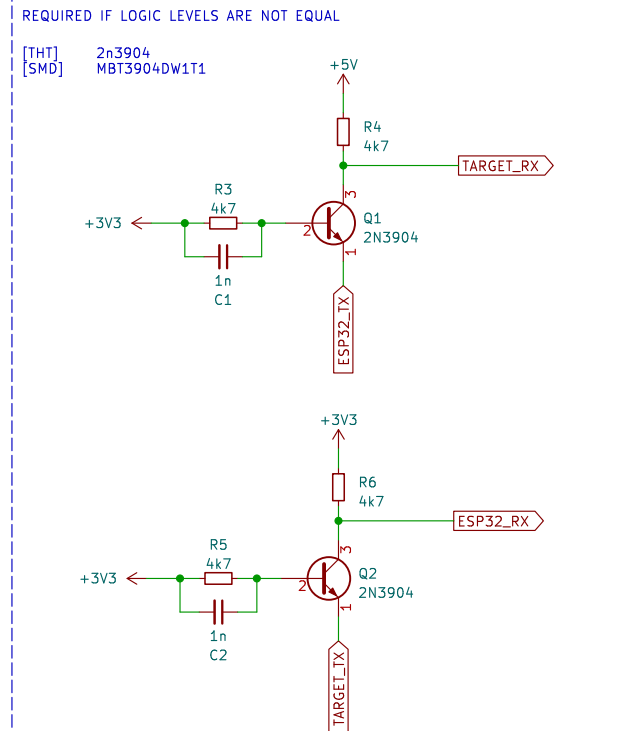 REQUIRED IF LOGIC LEVELS ARE NOT EQUAL
[THT] 2n3904
[SMD] MBT3904DW1T1
+5V
R4
4k7
TARGET_RX
3
R3
4k7
+3V3
2
Q1
2N3904
1
1n
C1
ESP32_TX
+3V3
R6
4k7
ESP32_RX
3
R5
4k7
+3V3
2
Q2
2N3904
1
1n
C2
TARGET_TX